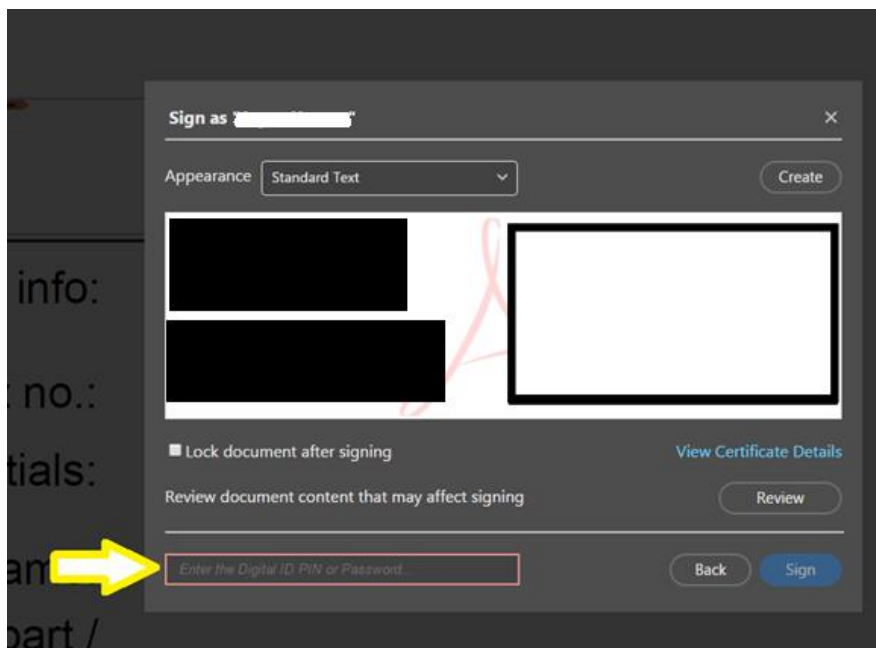 Sign as "
Appearance Standard Text Create
info:
no.:
tials:
Lock document after signing View Certificate Details
Review document content that may affect signing Review
am
Enter the Digital ID PIN or Password... Back Sign
part /